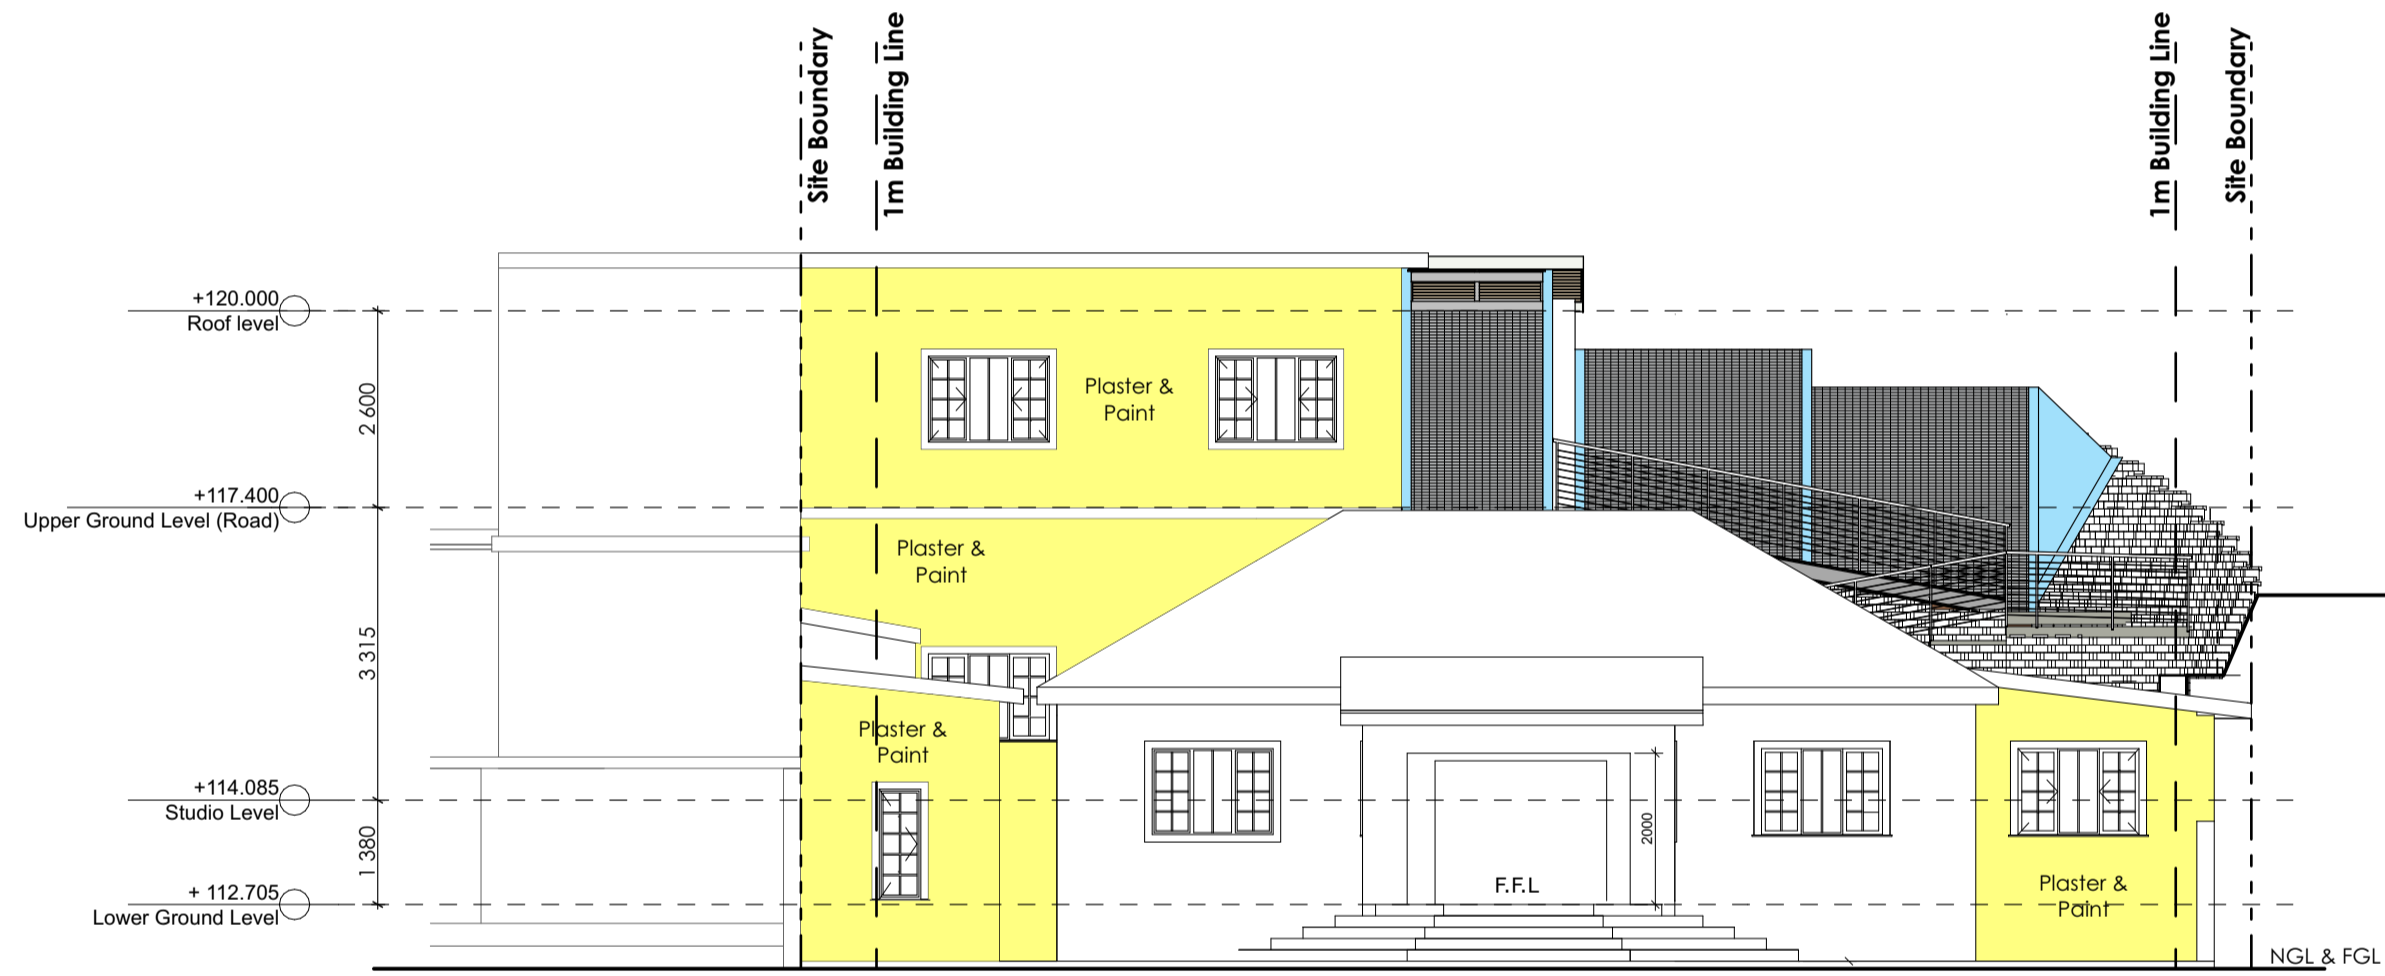 Site Boundary
1m Building Line
1m Building Line
Site Boundary
+120.000
Roof level
2 600
Plaster &
Paint
+117.400
Upper Ground Level (Road)
Plaster &
Paint
3 315
Plaster &
Paint
+114.085
Studio Level
1 380
2000
F.F.L
Plaster &
Paint
+ 112.705
Lower Ground Level
NGL & FGL